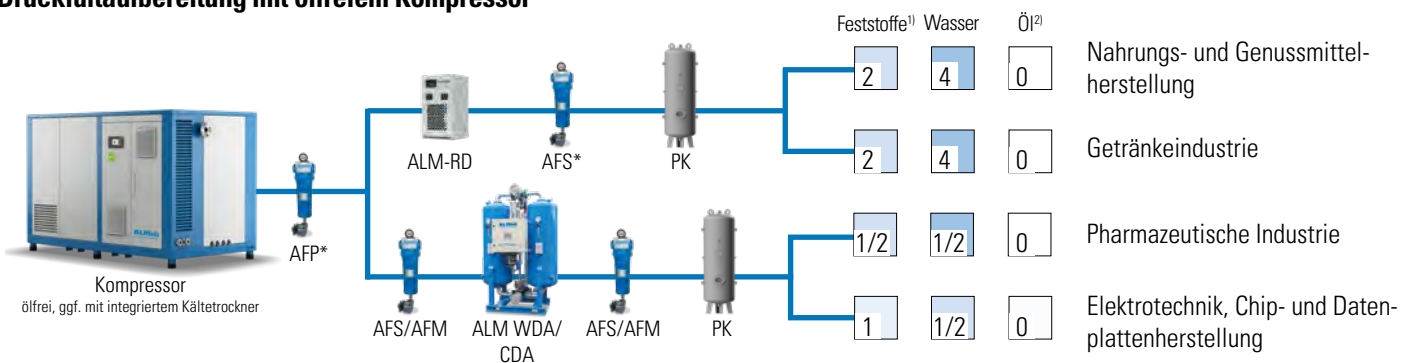 Druckluftaufbereitung mit ölfreiem Kompressor
Feststoffe¹⁾ Wasser Öl²⁾
2 4 0 Nahrungs- und Genussmittel-
herstellung
ALM-RD AFS* PK
2 4 0 Getränkeindustrie
AFP*
1/2 1/2 0 Pharmazeutische Industrie
Kompressor
ölfrei, ggf. mit integriertem Kältetrockner
AFS/AFM ALM WDA/ AFS/AFM PK
CDA
1 1/2 0 Elektrotechnik, Chip- und Daten-
plattenherstellung
ALMiG